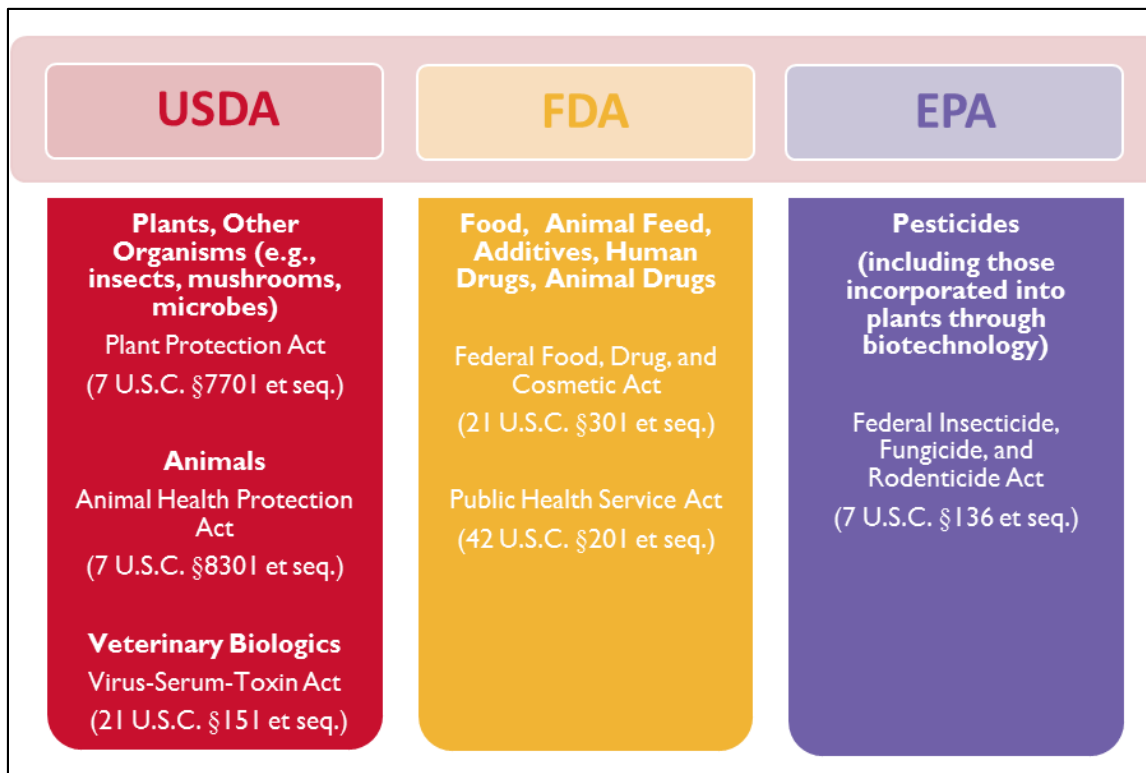 USDA
Plants, Other
Organisms (e.g.,
insects, mushrooms,
microbes)
Plant Protection Act
(7 U.S.C. §7701 et seq.)
Animals
Animal Health Protection
Act
(7 U.S.C. §8301 et seq.)
Veterinary Biologics
Virus-Serum-Toxin Act
(21 U.S.C. §151 et seq.)
FDA
Food, Animal Feed,
Additives, Human
Drugs, Animal Drugs
Federal Food, Drug, and
Cosmetic Act
(21 U.S.C. §301 et seq.)
Public Health Service Act
(42 U.S.C. §201 et seq.)
EPA
Pesticides
(including those
incorporated into
plants through
biotechnology)
Federal Insecticide,
Fungicide, and
Rodenticide Act
(7 U.S.C. §136 et seq.)